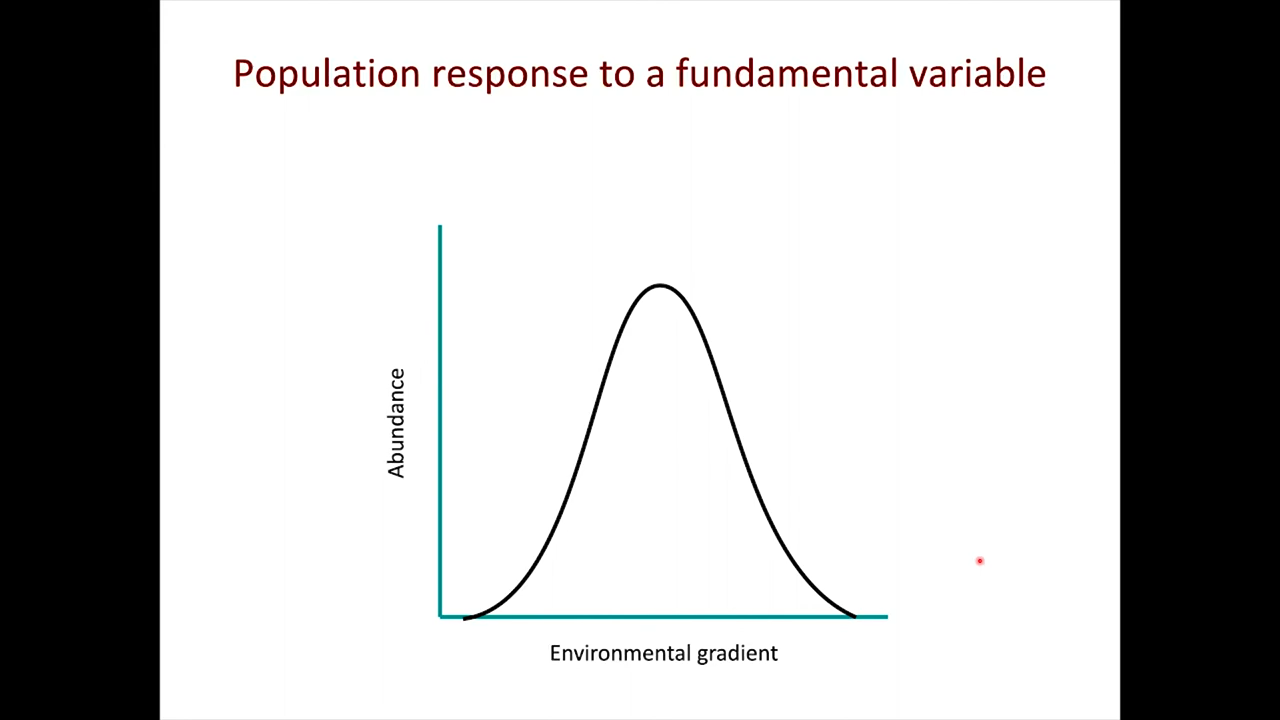 Population response to a fundamental variable
Abundance
Environmental gradient